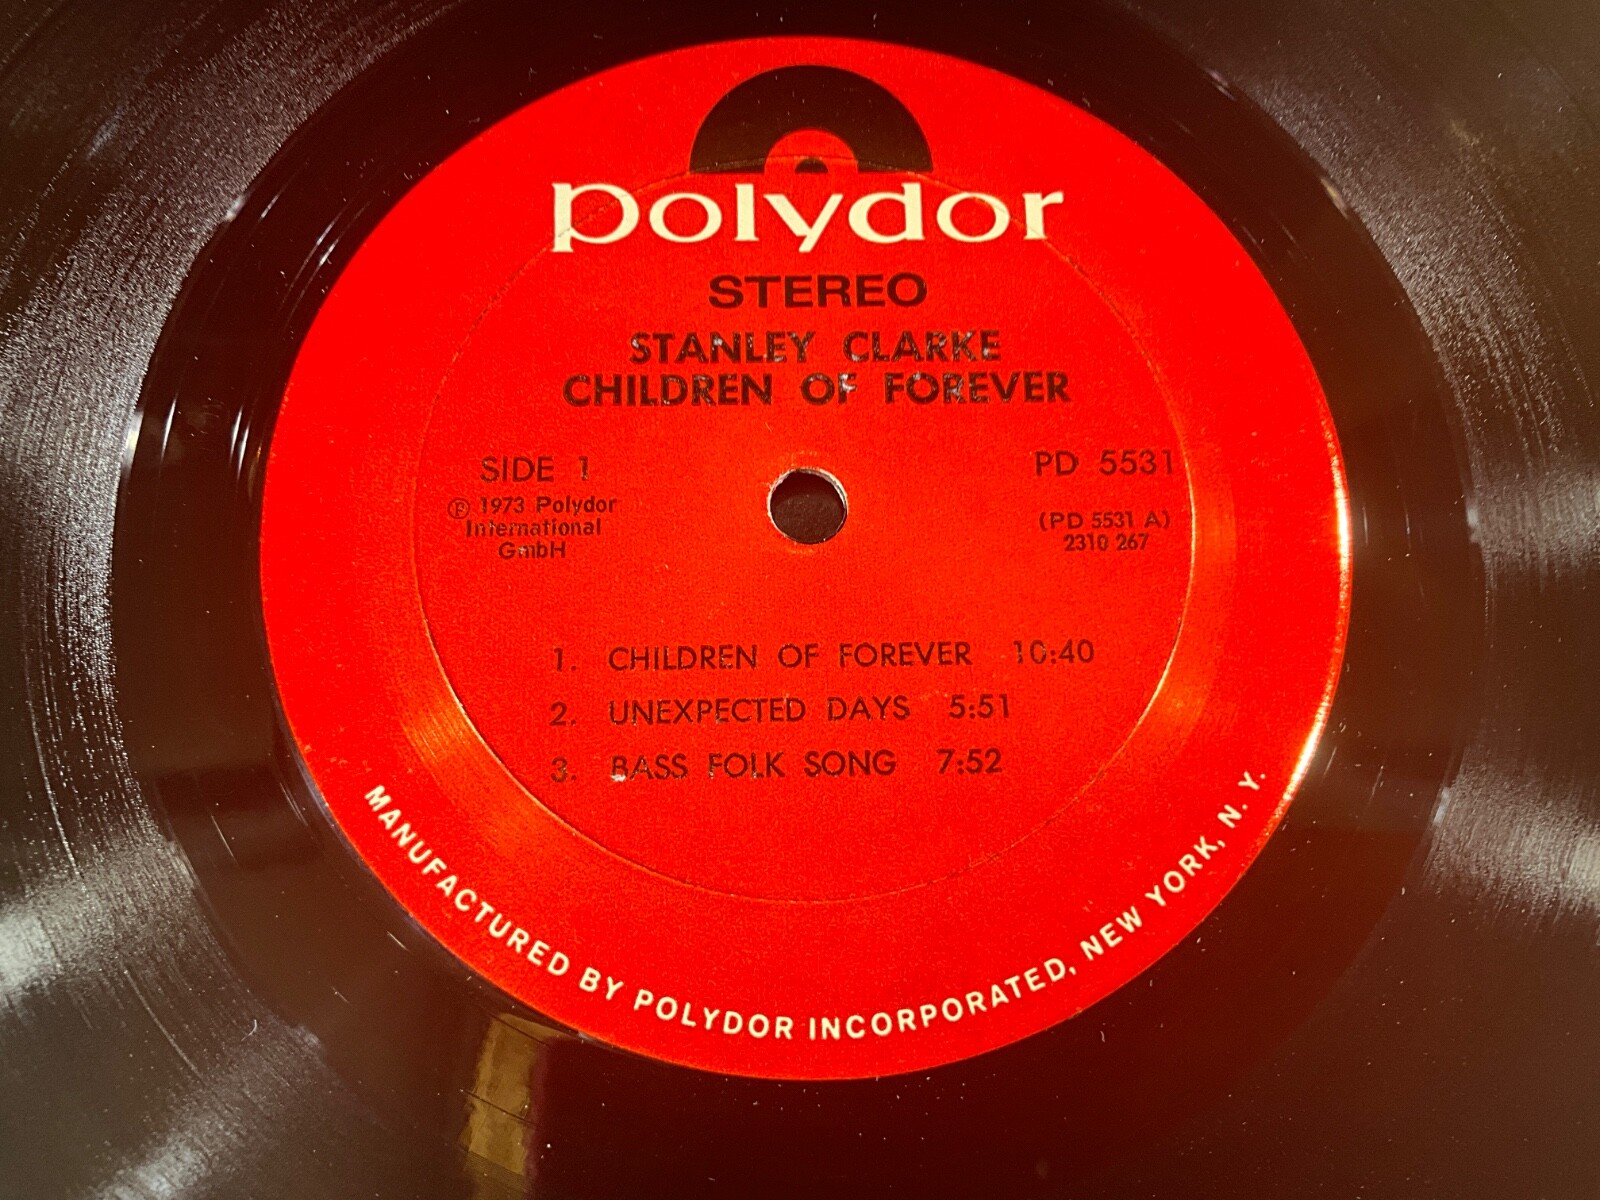 polydor
STEREO
STANLEY CLARKE
CHILDREN OF FOREVER
SIDE 1
Ⓟ 1973 Polydor
International
GmbH
PD 5531
(PD 5531 A)
2310 267
1. CHILDREN OF FOREVER 10:40
2. UNEXPECTED DAYS 5:51
3. BASS FOLK SONG 7:52
MANUFACTURED BY POLYDOR INCORPORATED, NEW YORK, N. Y.